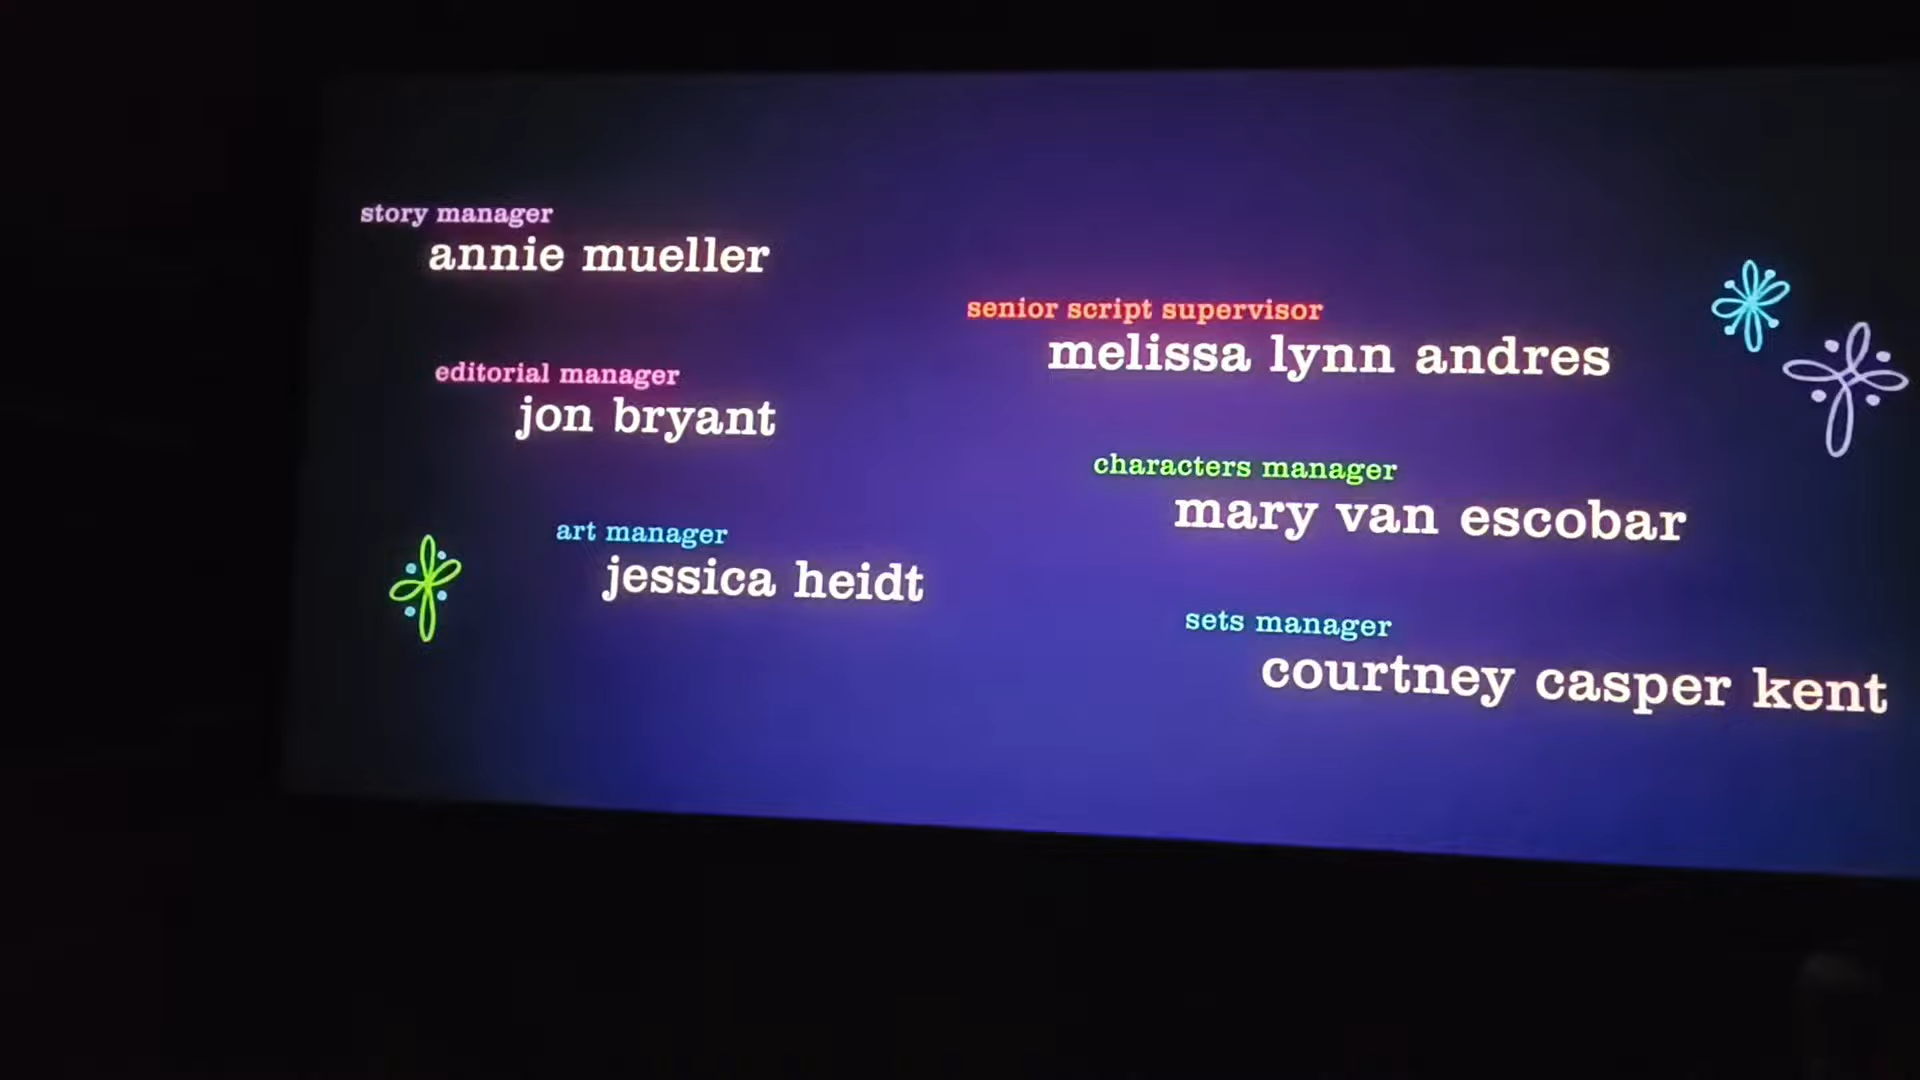 story manager
annie mueller
editorial manager
jon bryant
art manager
jessica heidt
senior script supervisor
melissa lynn andres
characters manager
mary van escobar
sets manager
courtney casper kent